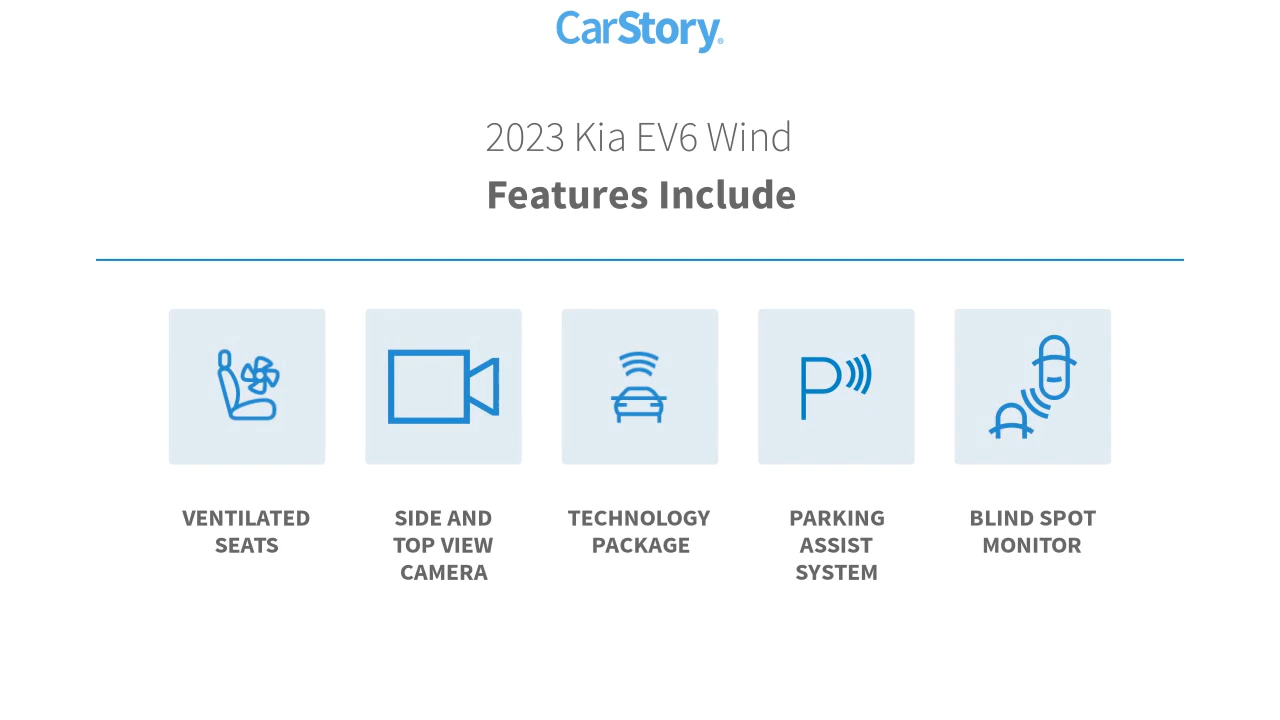 CarStory®
2023 Kia EV6 Wind
Features Include
VENTILATED
SEATS
SIDE AND
TOP VIEW
CAMERA
TECHNOLOGY
PACKAGE
PARKING
ASSIST
SYSTEM
BLIND SPOT
MONITOR